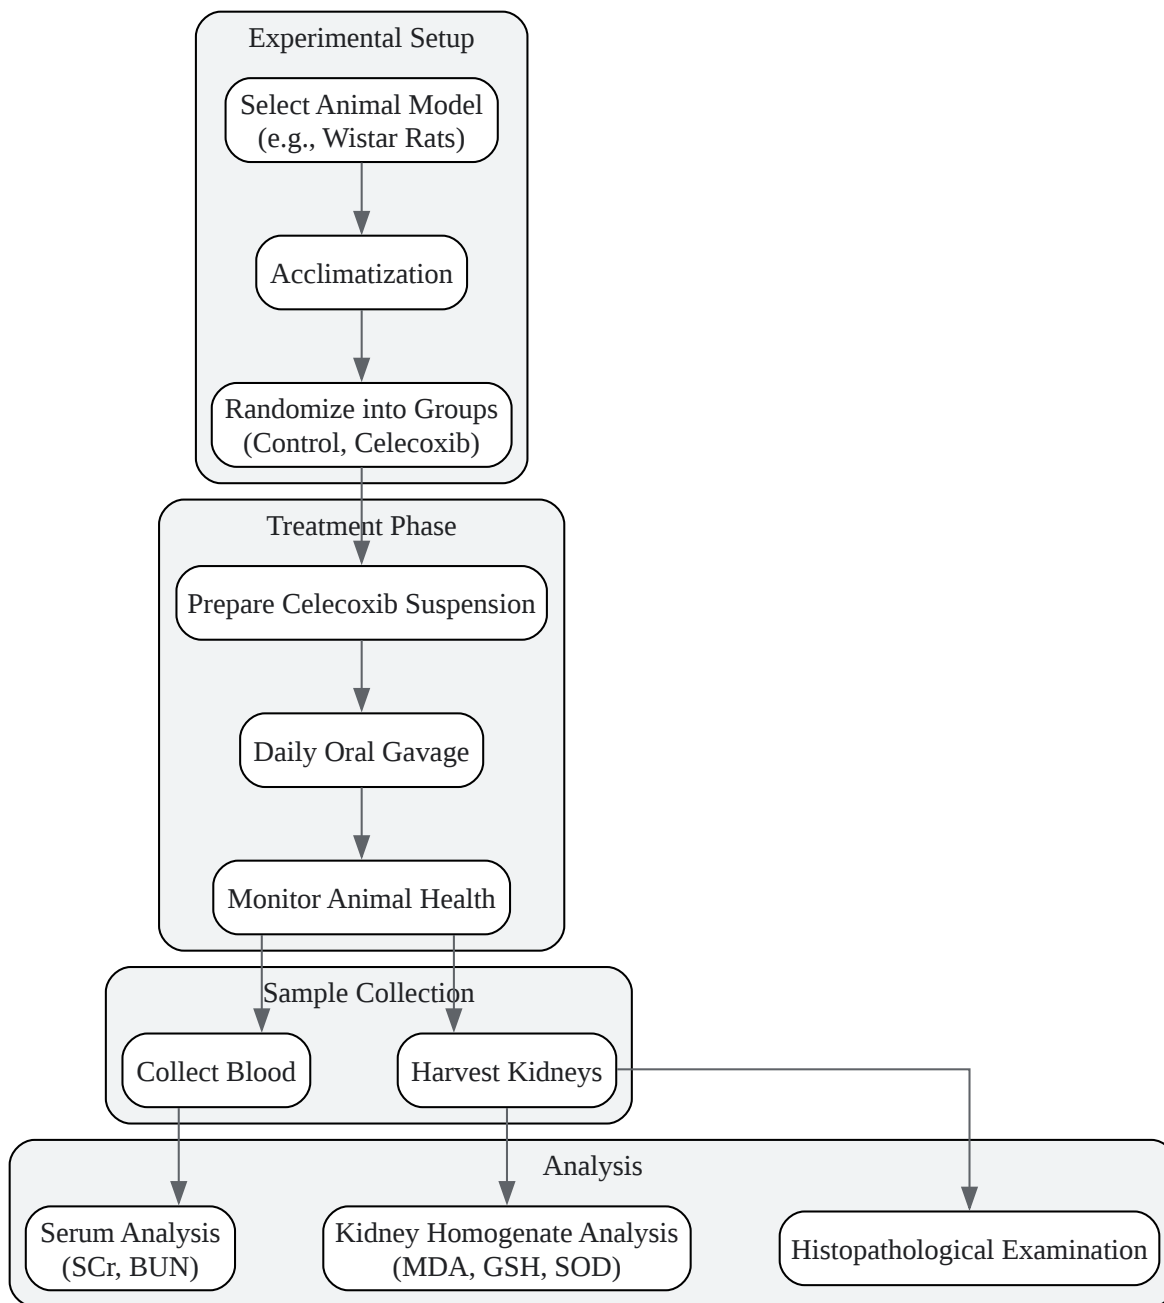 Experimental Setup
Select Animal Model
(e.g., Wistar Rats)
Acclimatization
Randomize into Groups
(Control, Celecoxib)
Treatment Phase
Prepare Celecoxib Suspension
Daily Oral Gavage
Monitor Animal Health
Sample Collection
Collect Blood
Harvest Kidneys
Analysis
Serum Analysis
(SCr, BUN)
Kidney Homogenate Analysis
(MDA, GSH, SOD)
Histopathological Examination